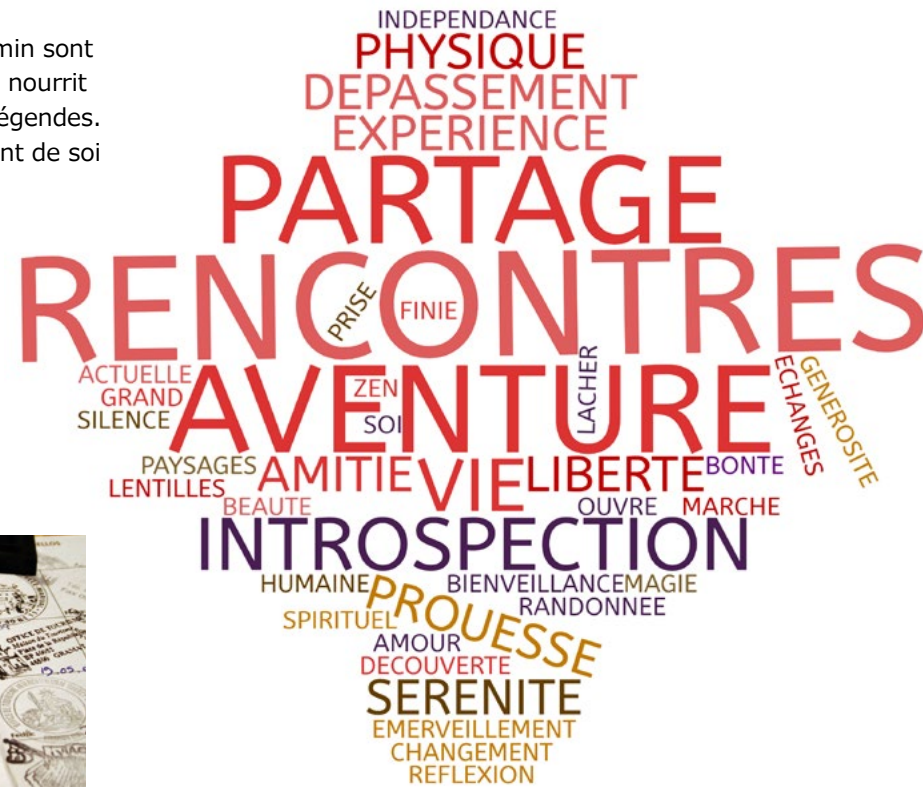 min sont
nourrit
égendes.
nt de soi
INDEPENDANCE
PHYSIQUE
DEPASSEMENT
EXPERIENCE
PARTAGE
RENCONTRES
PRISE
FINIE
ACTUELLE
GRAND
SILENCE
AVENTURE
ZEN
SOI
LACHER
ECHANGES
GENEROSITE
PAYSAGES
LENTILLES
AMITIE
VIE
LIBERTE
BONTE
BEAUTE
OUVRE
MARCHE
INTROSPECTION
HUMAINE
PROUESSE
BIENVEILLANCE
MAGIE
RANDONNEE
SPIRITUEL
AMOUR
DECOUVERTE
SERENITE
EMERVEILLEMENT
CHANGEMENT
REFLEXION
OFFICE DE